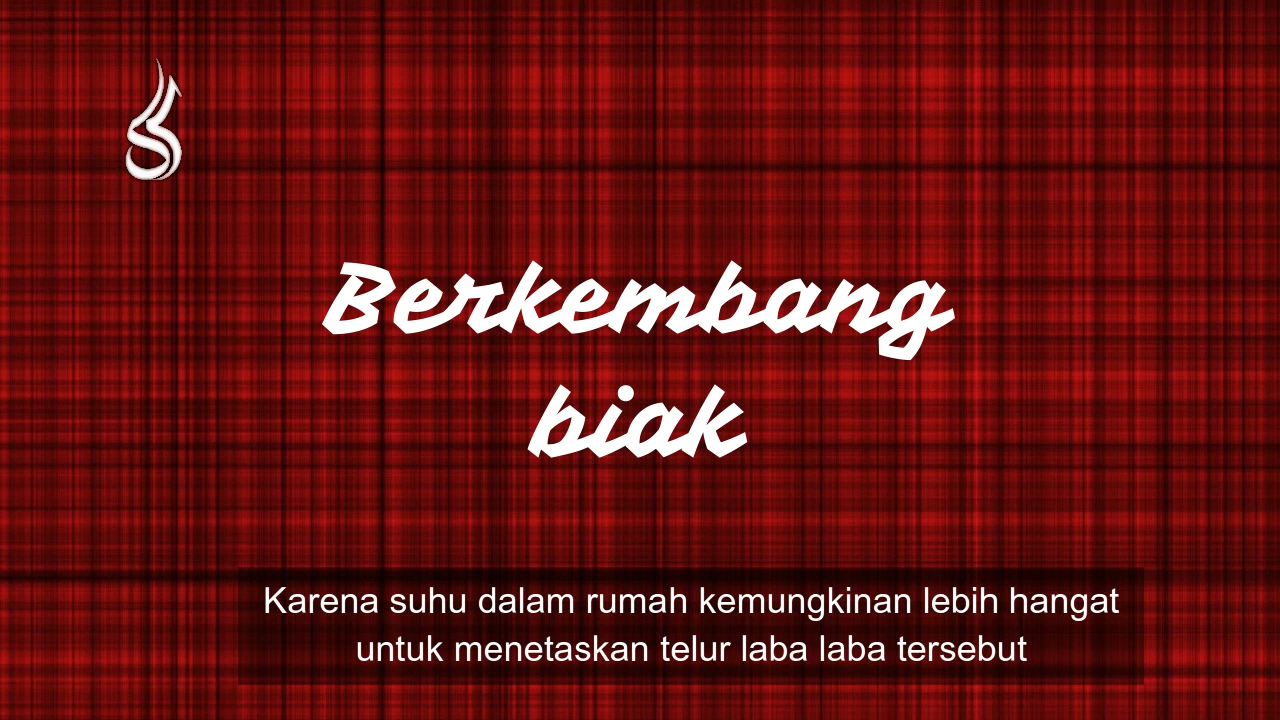 Berkembang
biak
Karena suhu dalam rumah kemungkinan lebih hangat
untuk menetaskan telur laba laba tersebut